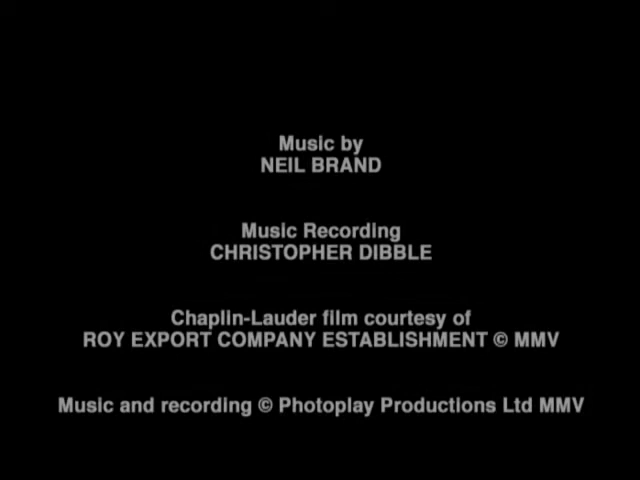 Music by
NEIL BRAND
Music Recording
CHRISTOPHER DIBBLE
Chaplin-Lauder film courtesy of
ROY EXPORT COMPANY ESTABLISHMENT © MMV
Music and recording © Photoplay Productions Ltd MMV